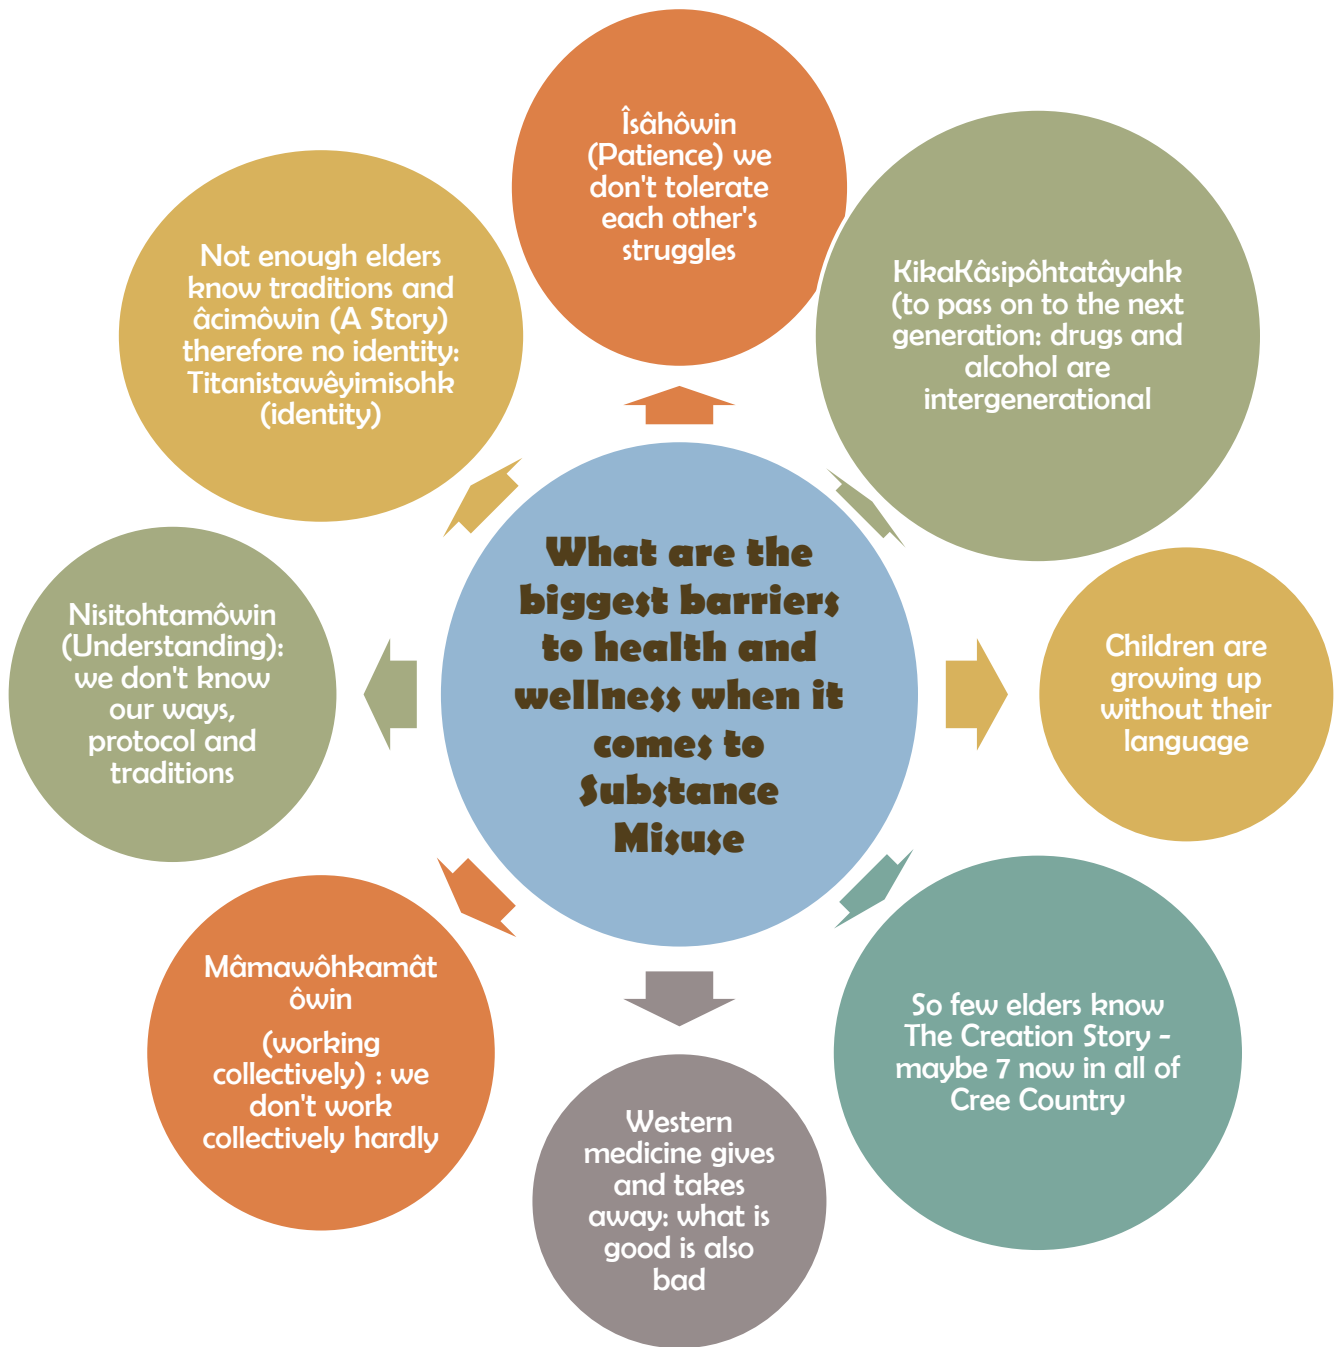 Îsâhôwin
(Patience) we
don't tolerate
each other's
struggles
KikaKâsipôhtatâyahk
(to pass on to the next
generation: drugs and
alcohol are
intergenerational
Children are
growing up
without their
language
So few elders know
The Creation Story -
maybe 7 now in all of
Cree Country
Western
medicine gives
and takes
away: what is
good is also
bad
Mâmawôhkamât
ôwin
(working
collectively) : we
don't work
collectively hardly
Nisitohtamôwin
(Understanding):
we don't know
our ways,
protocol and
traditions
Not enough elders
know traditions and
âcimôwin (A Story)
therefore no identity:
Titanistawêyimisohk
(identity)
What are the
biggest barriers
to health and
wellness when it
comes to
Substance
Misuse